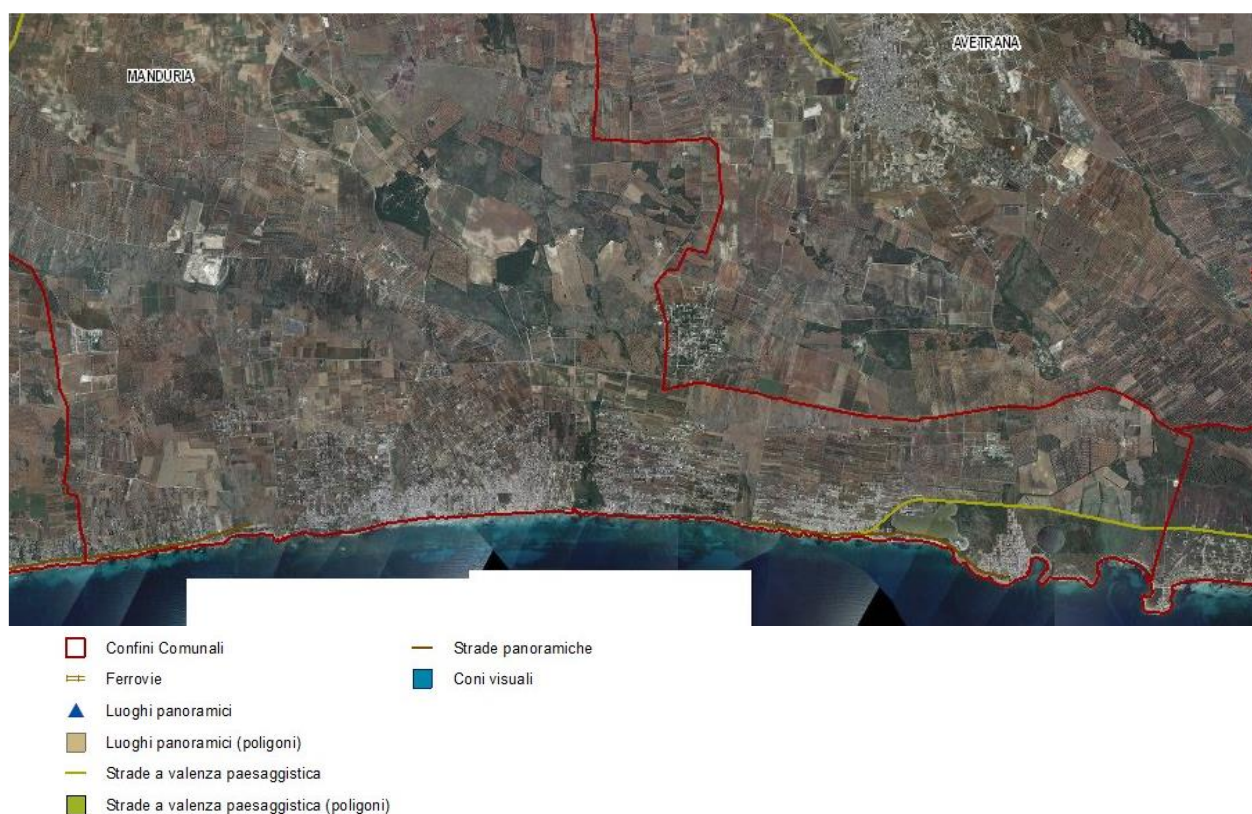 MANDURIA
AVETRANA
Confini Comunali
Ferrovie
Luoghi panoramici
Luoghi panoramici (poligoni)
Strade a valenza paesaggistica
Strade a valenza paesaggistica (poligoni)
Strade panoramiche
Coni visuali